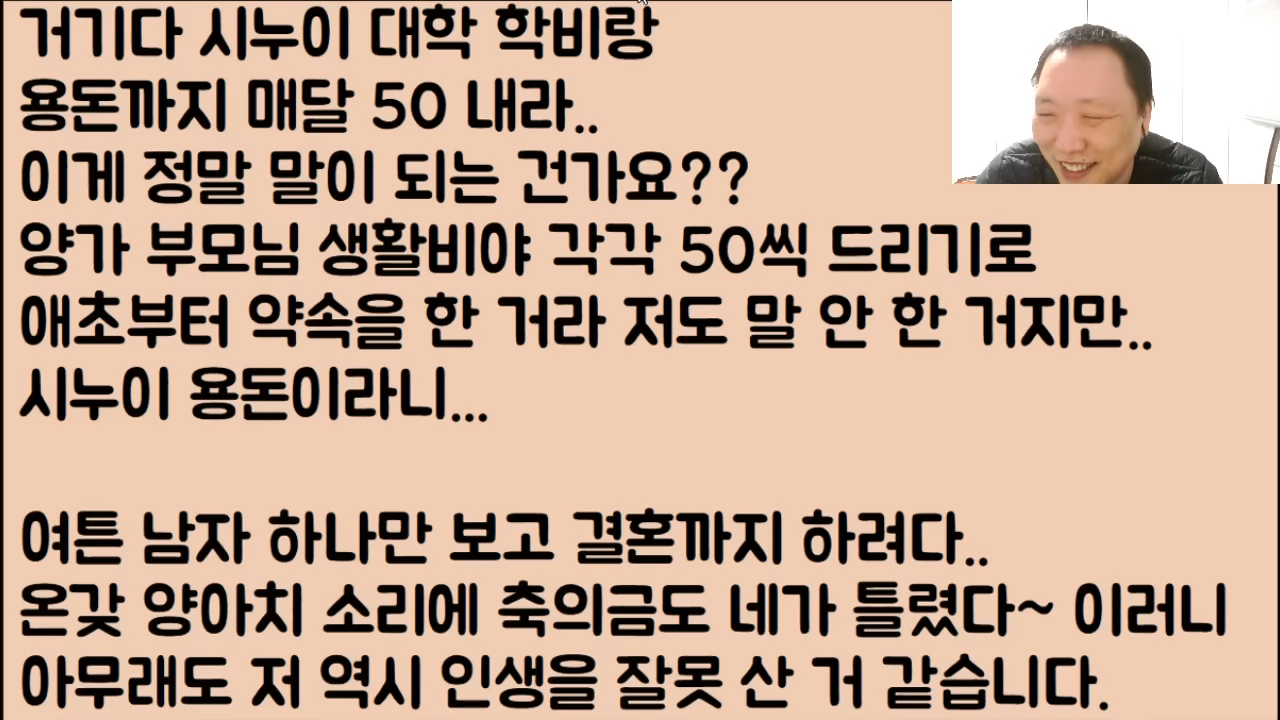 거기다 시누이 대학 학비랑
용돈까지 매달 50 내라..
이게 정말 말이 되는 건가요??
양가 부모님 생활비야 각각 50씩 드리기로
애초부터 약속을 한 거라 저도 말 안 한 거지만..
시누이 용돈이라니...
여튼 남자 하나만 보고 결혼까지 하려다..
온갖 양아치 소리에 축의금도 네가 틀렸다~ 이러니
아무래도 저 역시 인생을 잘못 산 거 같습니다.